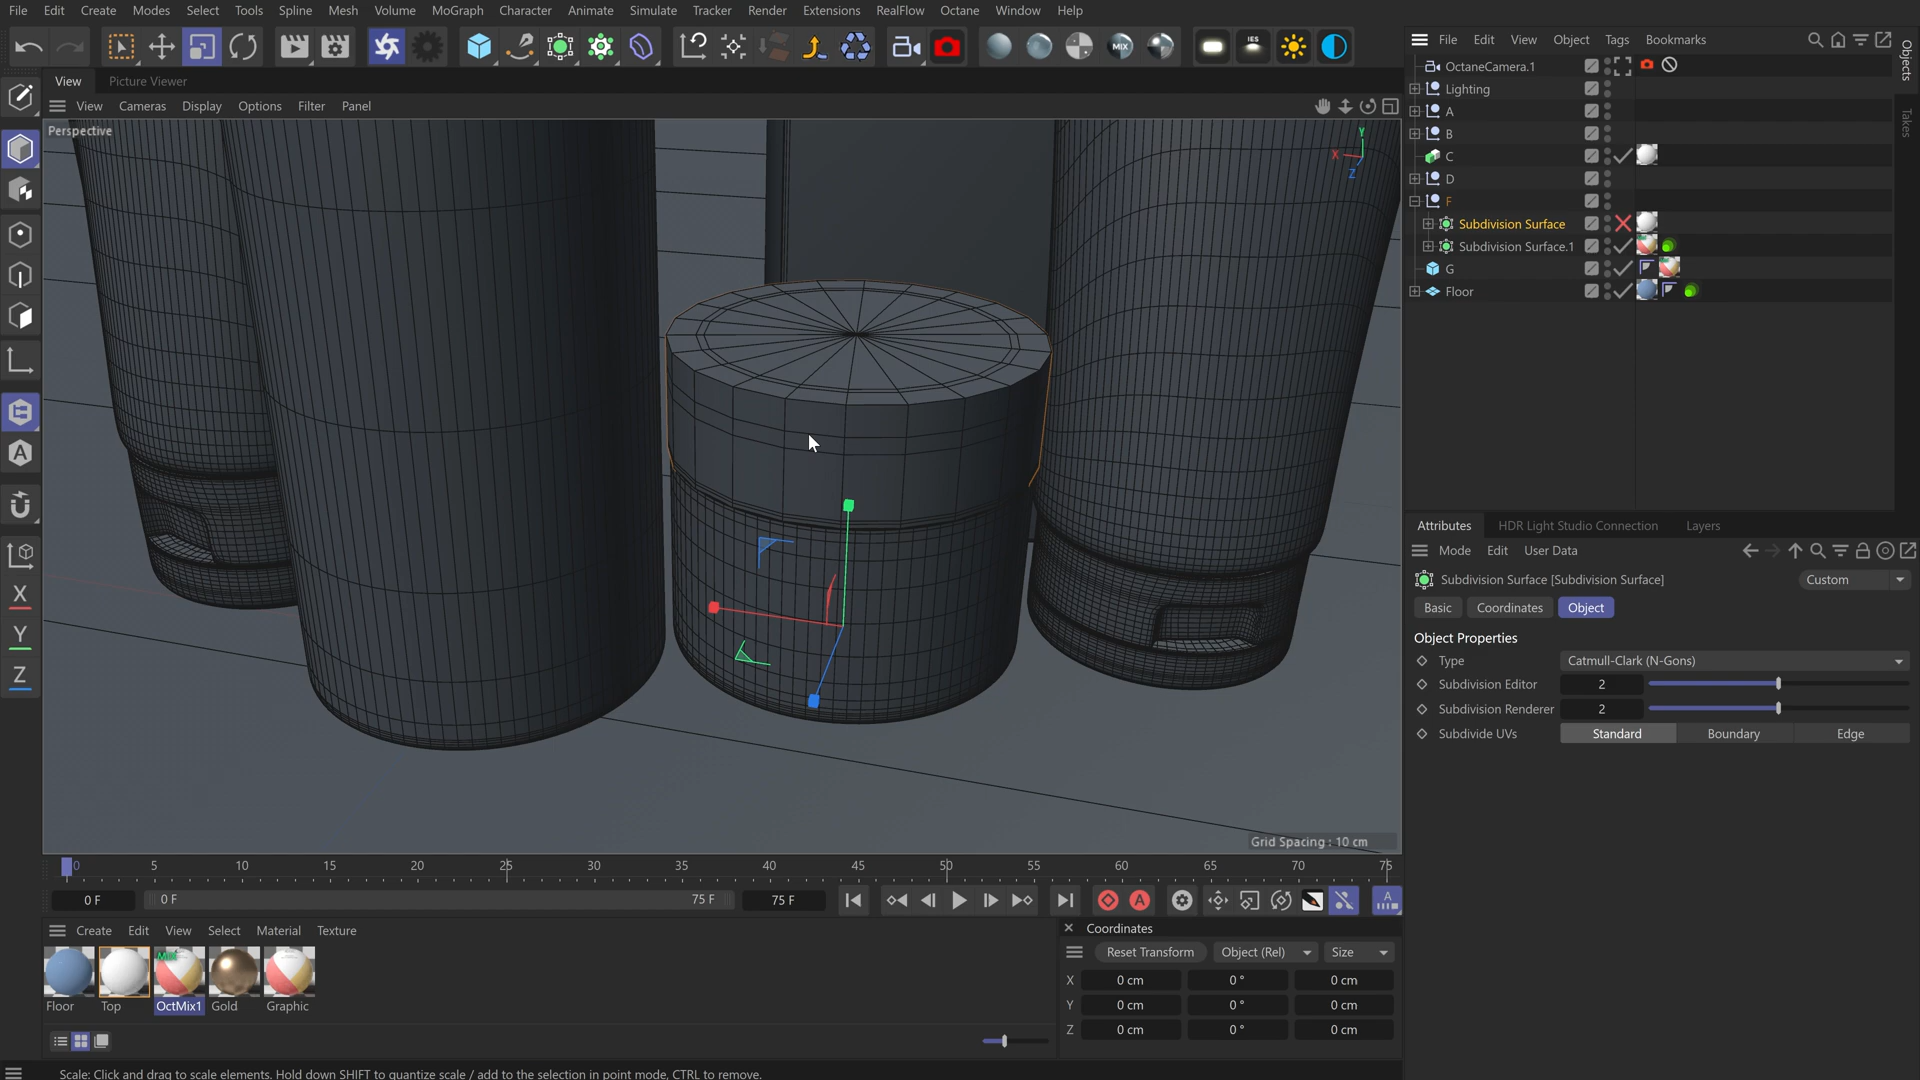 File Edit Create Modes Select Tools Spline Mesh Volume MoGraph Character Animate Simulate Tracker Render Extensions RealFlow Octane Window Help
MIX IES
View Picture Viewer
View Cameras Display Options Filter Panel
Perspective
Y
X
Z
Grid Spacing : 10 cm
X
Y
Z
0 5 10 15 20 25 30 35 40 45 50 55 60 65 70 75
0 F 0 F 75 F 75 F
Create Edit View Select Material Texture
Floor Top OctMix1 Gold Graphic
Coordinates
Reset Transform Object (Rel) Size
X 0 cm 0 ° 0 cm
Y 0 cm 0 ° 0 cm
Z 0 cm 0 ° 0 cm
Scale: Click and drag to scale elements. Hold down SHIFT to quantize scale / add to the selection in point mode, CTRL to remove.
File Edit View Object Tags Bookmarks
Objects
Takes
OctaneCamera.1
Lighting
A
B
C
D
F
Subdivision Surface
Subdivision Surface.1
G
Floor
Attributes HDR Light Studio Connection Layers
Mode Edit User Data
Subdivision Surface [Subdivision Surface] Custom
Basic Coordinates Object
Object Properties
Type Catmull-Clark (N-Gons)
Subdivision Editor 2
Subdivision Renderer 2
Subdivide UVs Standard Boundary Edge